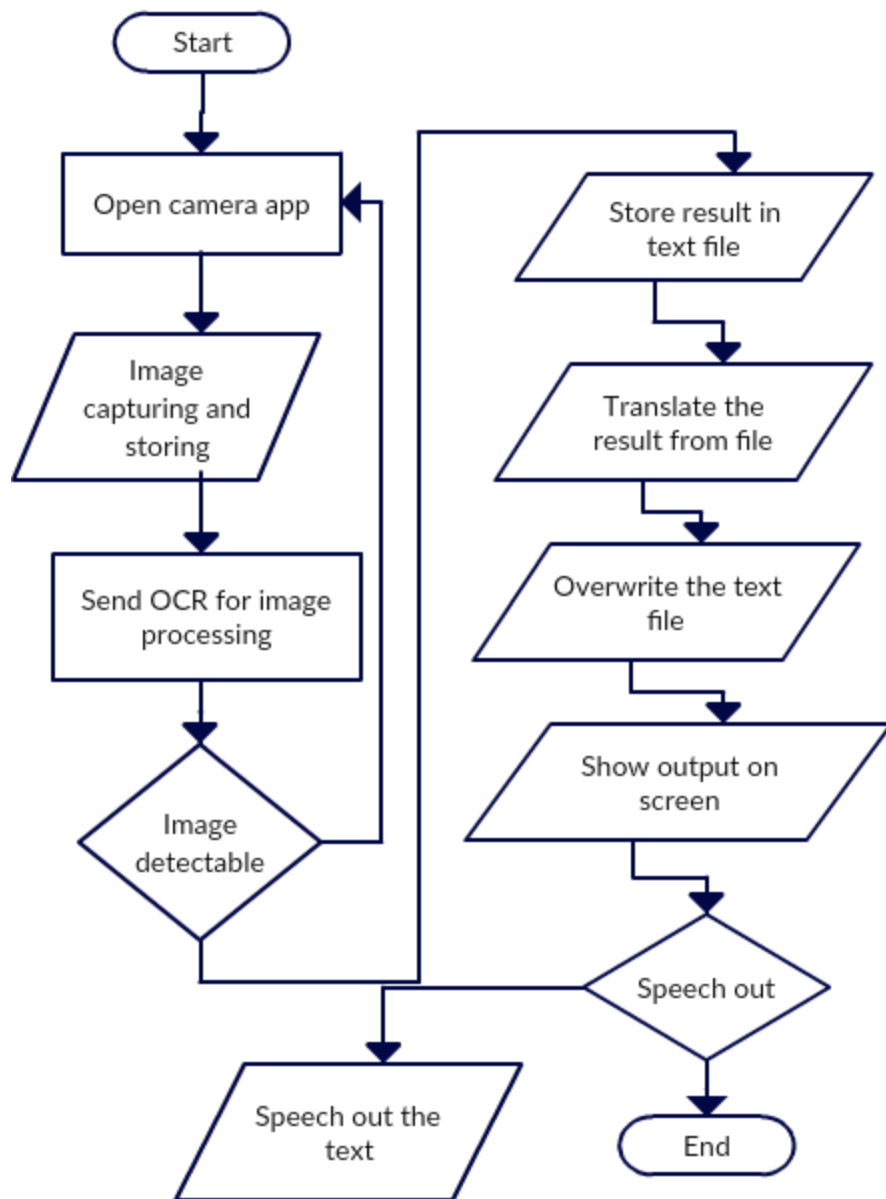 Start
Open camera app
Image
capturing and
storing
Send OCR for image
processing
Image
detectable
Store result in
text file
Translate the
result from file
Overwrite the text
file
Show output on
screen
Speech out
Speech out the
text
End